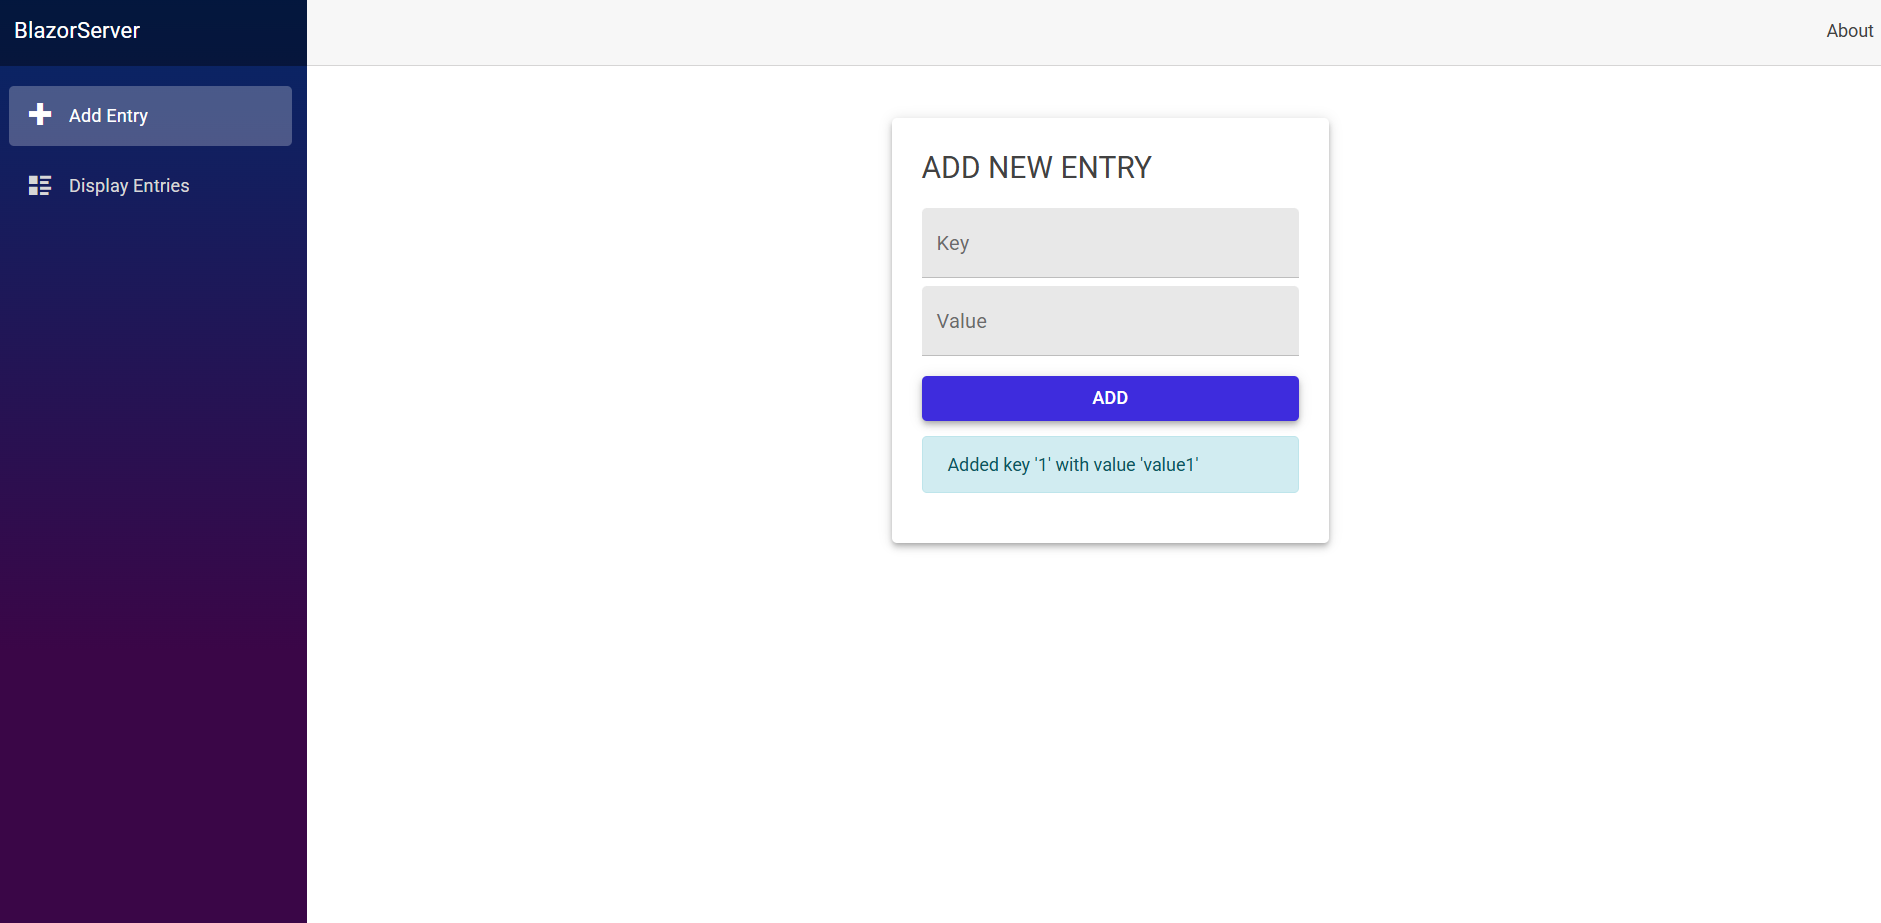 BlazorServer
About
Add Entry
Display Entries
ADD NEW ENTRY
Key
Value
ADD
Added key '1' with value 'value1'